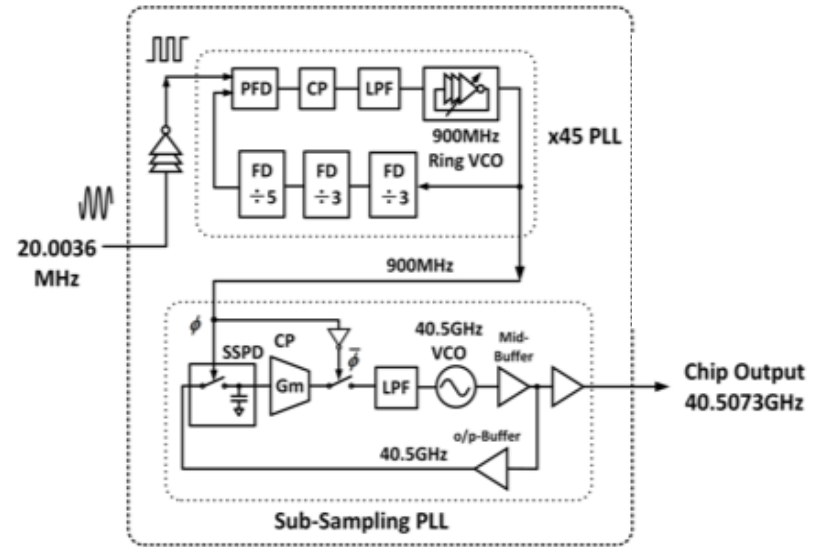 PFD
CP
LPF
900MHz
Ring VCO
x45 PLL
FD
÷5
FD
÷3
FD
÷3
20.0036
MHz
900MHz
ϕ
SSPD
CP
ϕ̅
40.5GHz
VCO
Mid-
Buffer
Gm
LPF
Chip Output
40.5073GHz
o/p-Buffer
40.5GHz
Sub-Sampling PLL